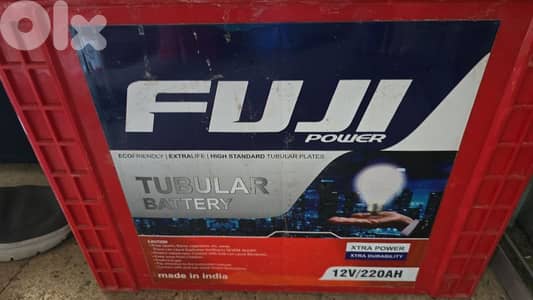 OLX
FUJI
POWER
ECOFRIENDLY | EXTRALIFE | HIGH STANDARD TUBULAR PLATES
TUBULAR
BATTERY
CAUTION
XTRA POWER
XTRA DURABILITY
made in india
12V/220AH